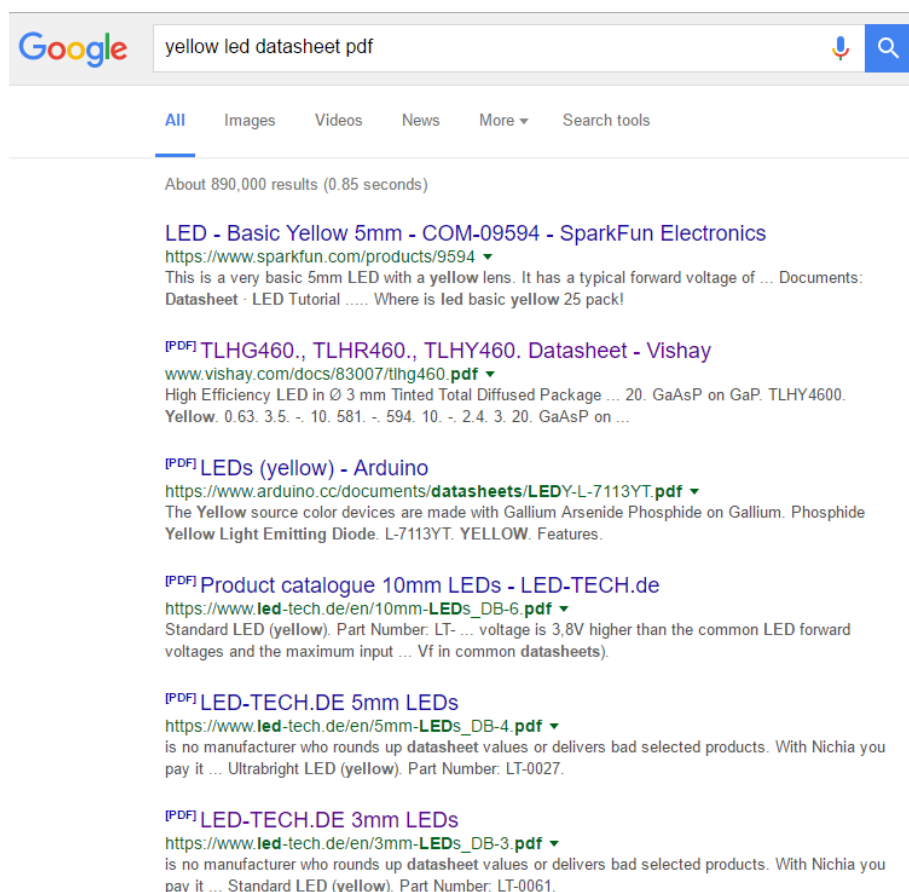 Google
yellow led datasheet pdf
All Images Videos News More Search tools
About 890,000 results (0.85 seconds)
LED - Basic Yellow 5mm - COM-09594 - SparkFun Electronics
https://www.sparkfun.com/products/9594
This is a very basic 5mm LED with a yellow lens. It has a typical forward voltage of ... Documents:
Datasheet · LED Tutorial ..... Where is led basic yellow 25 pack!
[PDF] TLHG460., TLHR460., TLHY460. Datasheet - Vishay
www.vishay.com/docs/83007/tlhg460.pdf
High Efficiency LED in Ø 3 mm Tinted Total Diffused Package ... 20. GaAsP on GaP. TLHY4600.
Yellow. 0.63. 3.5. -. 10. 581. -. 594. 10. -. 2.4. 3. 20. GaAsP on ...
[PDF] LEDs (yellow) - Arduino
https://www.arduino.cc/documents/datasheets/LEDY-L-7113YT.pdf
The Yellow source color devices are made with Gallium Arsenide Phosphide on Gallium. Phosphide
Yellow Light Emitting Diode. L-7113YT. YELLOW. Features.
[PDF] Product catalogue 10mm LEDs - LED-TECH.de
https://www.led-tech.de/en/10mm-LEDs_DB-6.pdf
Standard LED (yellow). Part Number: LT- ... voltage is 3,8V higher than the common LED forward
voltages and the maximum input ... Vf in common datasheets).
[PDF] LED-TECH.DE 5mm LEDs
https://www.led-tech.de/en/5mm-LEDs_DB-4.pdf
is no manufacturer who rounds up datasheet values or delivers bad selected products. With Nichia you
pay it ... Ultrabright LED (yellow). Part Number: LT-0027.
[PDF] LED-TECH.DE 3mm LEDs
https://www.led-tech.de/en/3mm-LEDs_DB-3.pdf
is no manufacturer who rounds up datasheet values or delivers bad selected products. With Nichia you
pay it ... Standard LED (yellow). Part Number: LT-0061.